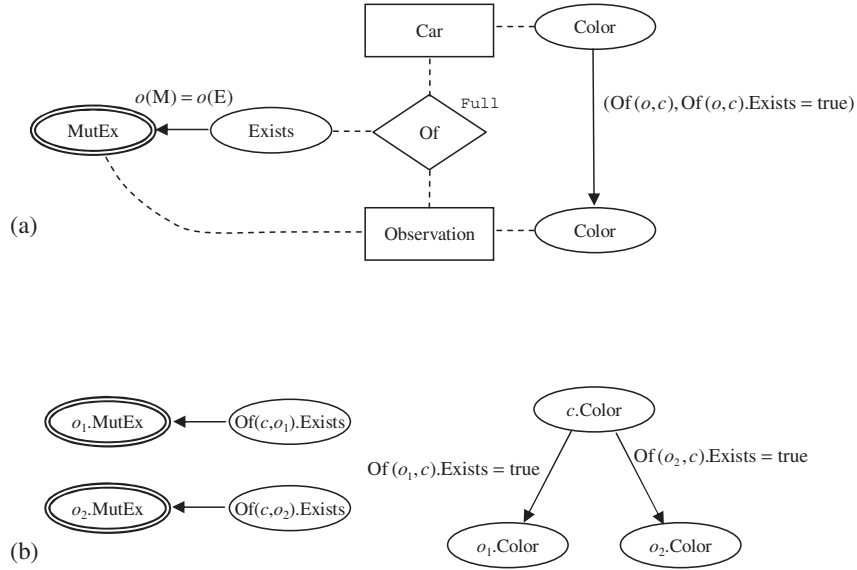 Car
Color
o(M) = o(E)
Full
(Of (o,c), Of (o,c).Exists = true)
MutEx
Exists
Of
(a)
Observation
Color
o₁.MutEx
Of(c,o₁).Exists
c.Color
Of (o₁,c).Exists = true
Of (o₂,c).Exists = true
o₂.MutEx
Of(c,o₂).Exists
(b)
o₁.Color
o₂.Color